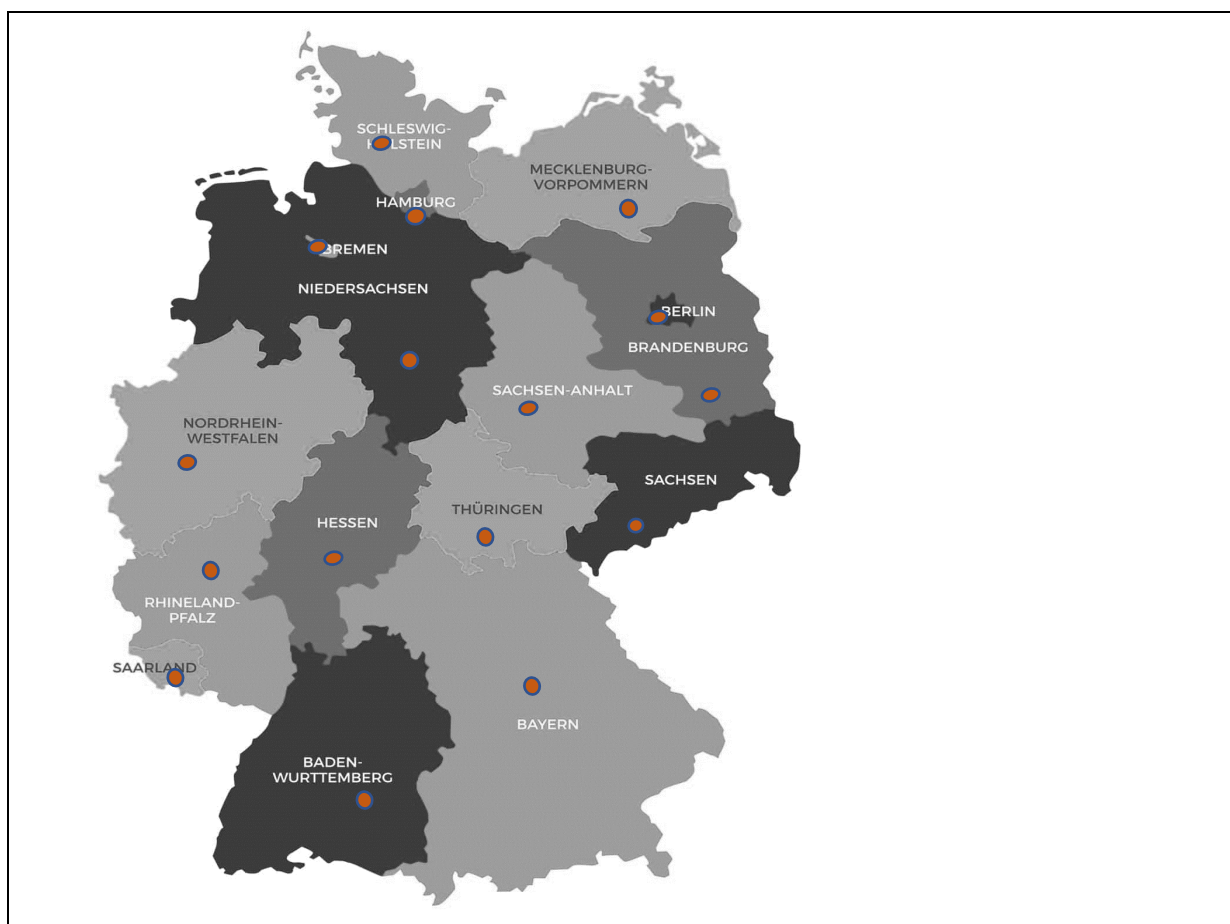 SCHLESWIG-
HOLSTEIN
MECKLENBURG-
VORPOMMERN
HAMBURG
BREMEN
NIEDERSACHSEN
BERLIN
BRANDENBURG
SACHSEN-ANHALT
NORDRHEIN-
WESTFALEN
SACHSEN
THÜRINGEN
HESSEN
RHINELAND-
PFALZ
SAARLAND
BAYERN
BADEN-
WURTTEMBERG